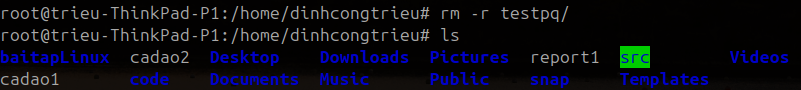 root@trieu-ThinkPad-P1:/home/dinhcongtrieu# rm -r testpq/
root@trieu-ThinkPad-P1:/home/dinhcongtrieu# ls
baitapLinux cadao2 Desktop Downloads Pictures report1 src Videos
cadao1 code Documents Music Public snap Templates